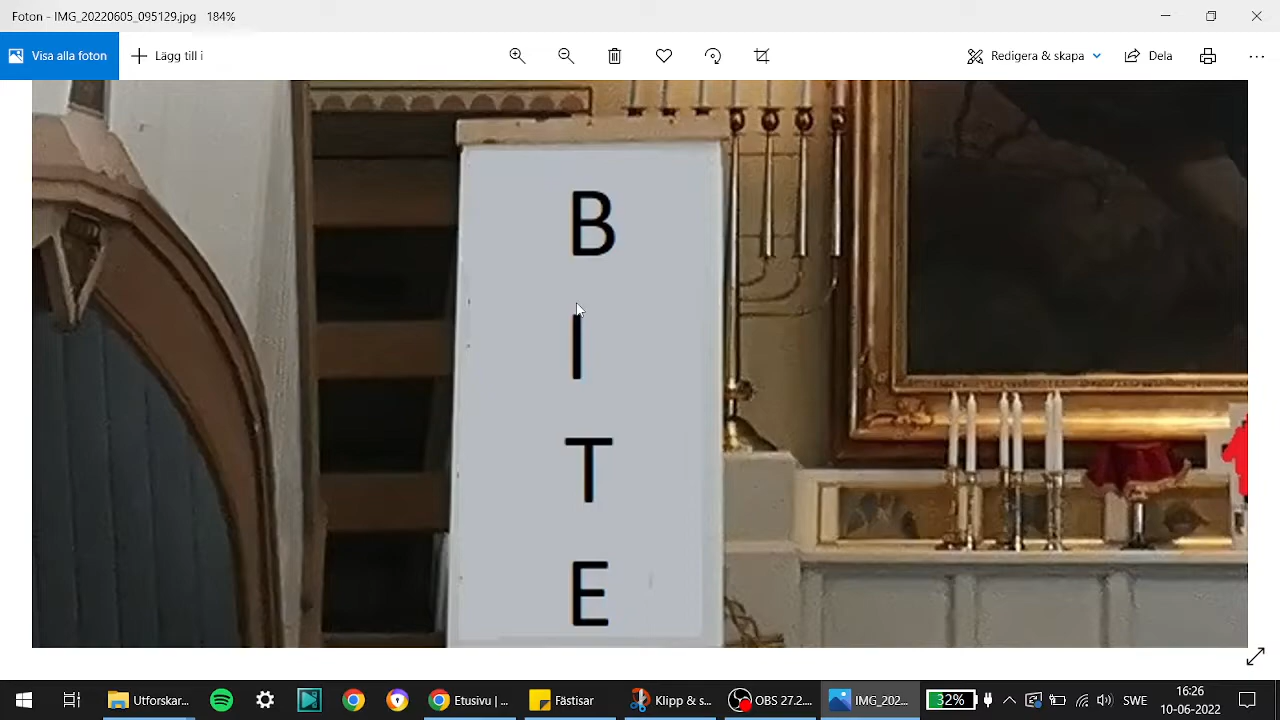 Foton - IMG_20220605_095129.jpg 184%
Visa alla foton
Lägg till i
Redigera & skapa
Dela
B
I
T
E
Utforskar...
Etusivu | ...
Fästisar
Klipp & s...
OBS 27.2....
IMG_202...
32%
SWE
16:26
10-06-2022